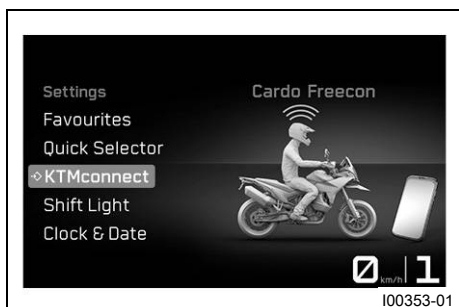 Settings
Cardo Freecon
Favourites
Quick Selector
KTMconnect
Shift Light
Clock & Date
0 km/h 1
I00353-01